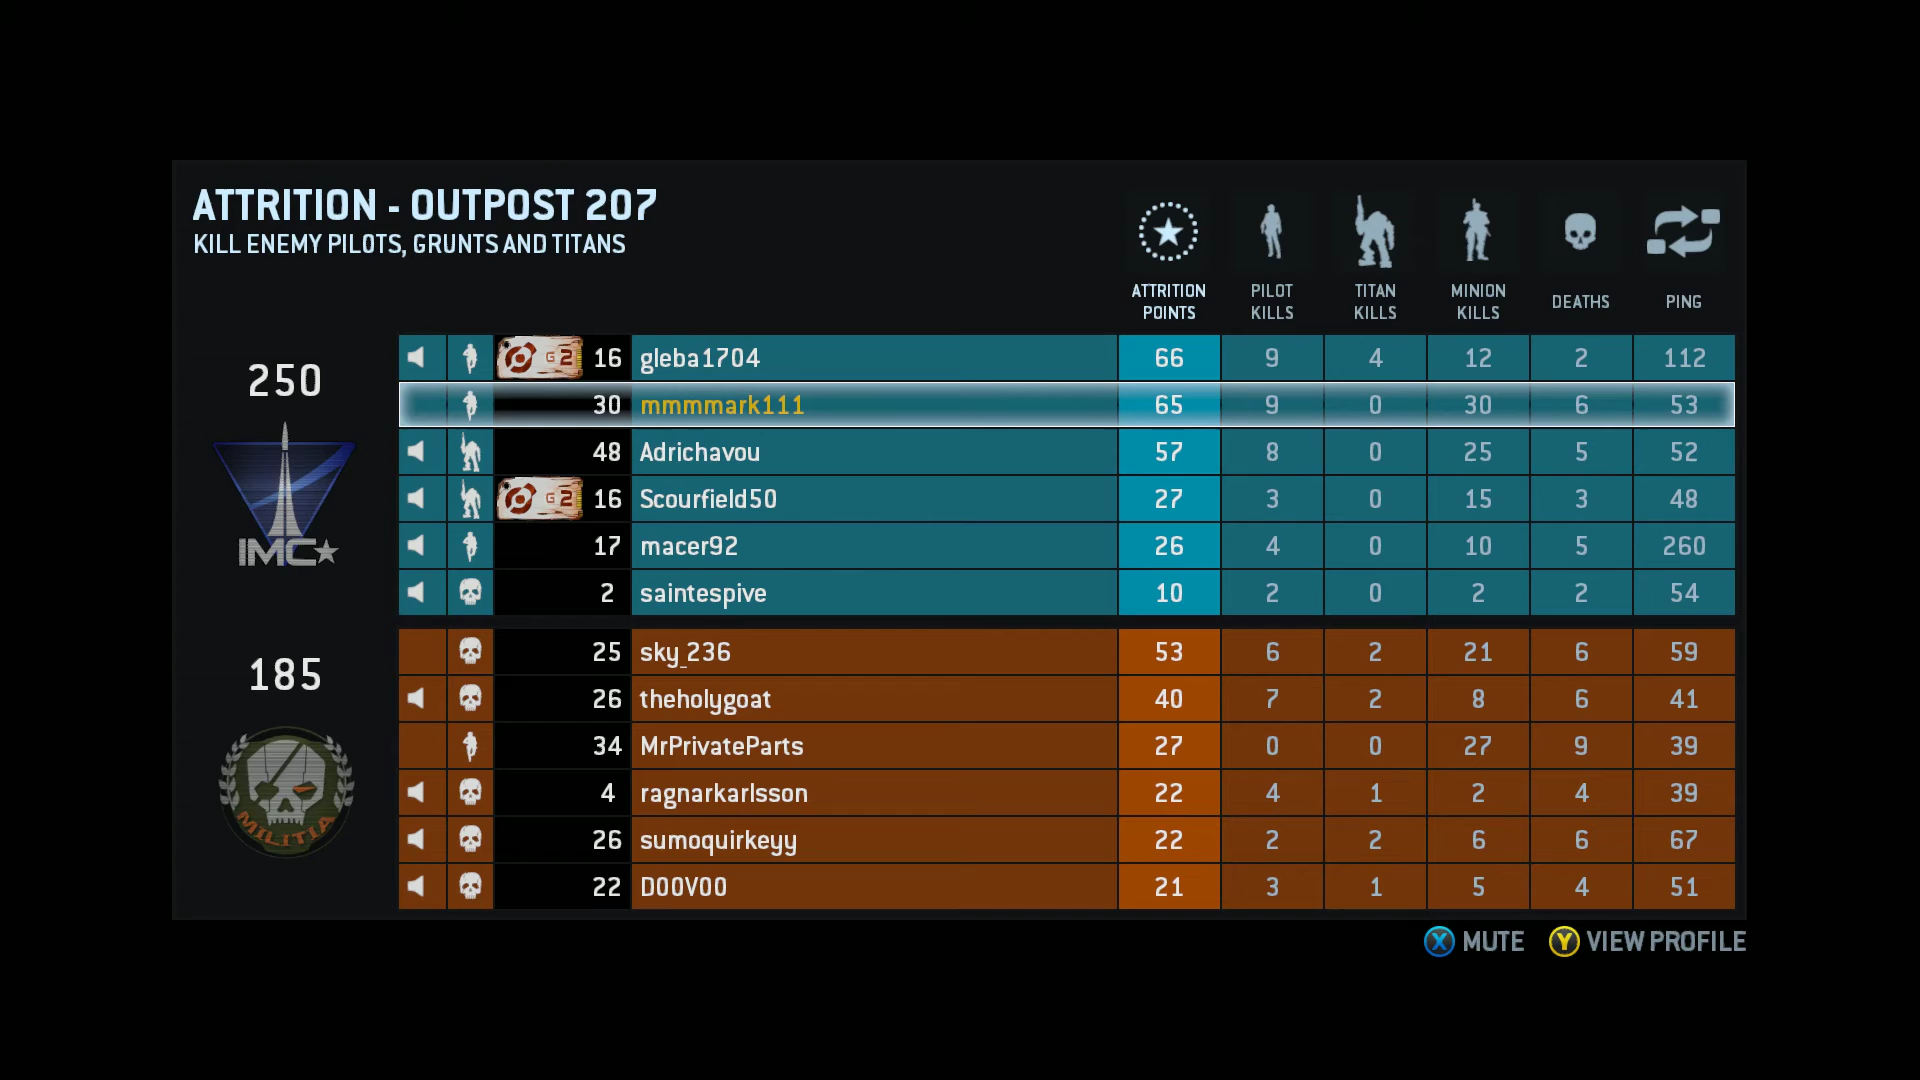 ATTRITION - OUTPOST 207
KILL ENEMY PILOTS, GRUNTS AND TITANS
ATTRITION POINTS PILOT KILLS TITAN KILLS MINION KILLS DEATHS PING
250
IMC
G2 16 gleba1704 66 9 4 12 2 112
30 mmmmark111 65 9 0 30 6 53
48 Adrichavou 57 8 0 25 5 52
G2 16 Scourfield50 27 3 0 15 3 48
17 macer92 26 4 0 10 5 260
2 saintespive 10 2 0 2 2 54
185
MILITIA
25 sky_236 53 6 2 21 6 59
26 theholygoat 40 7 2 8 6 41
34 MrPrivateParts 27 0 0 27 9 39
4 ragnarkarlsson 22 4 1 2 4 39
26 sumoquirkeyy 22 2 2 6 6 67
22 D00V00 21 3 1 5 4 51
X MUTE Y VIEW PROFILE